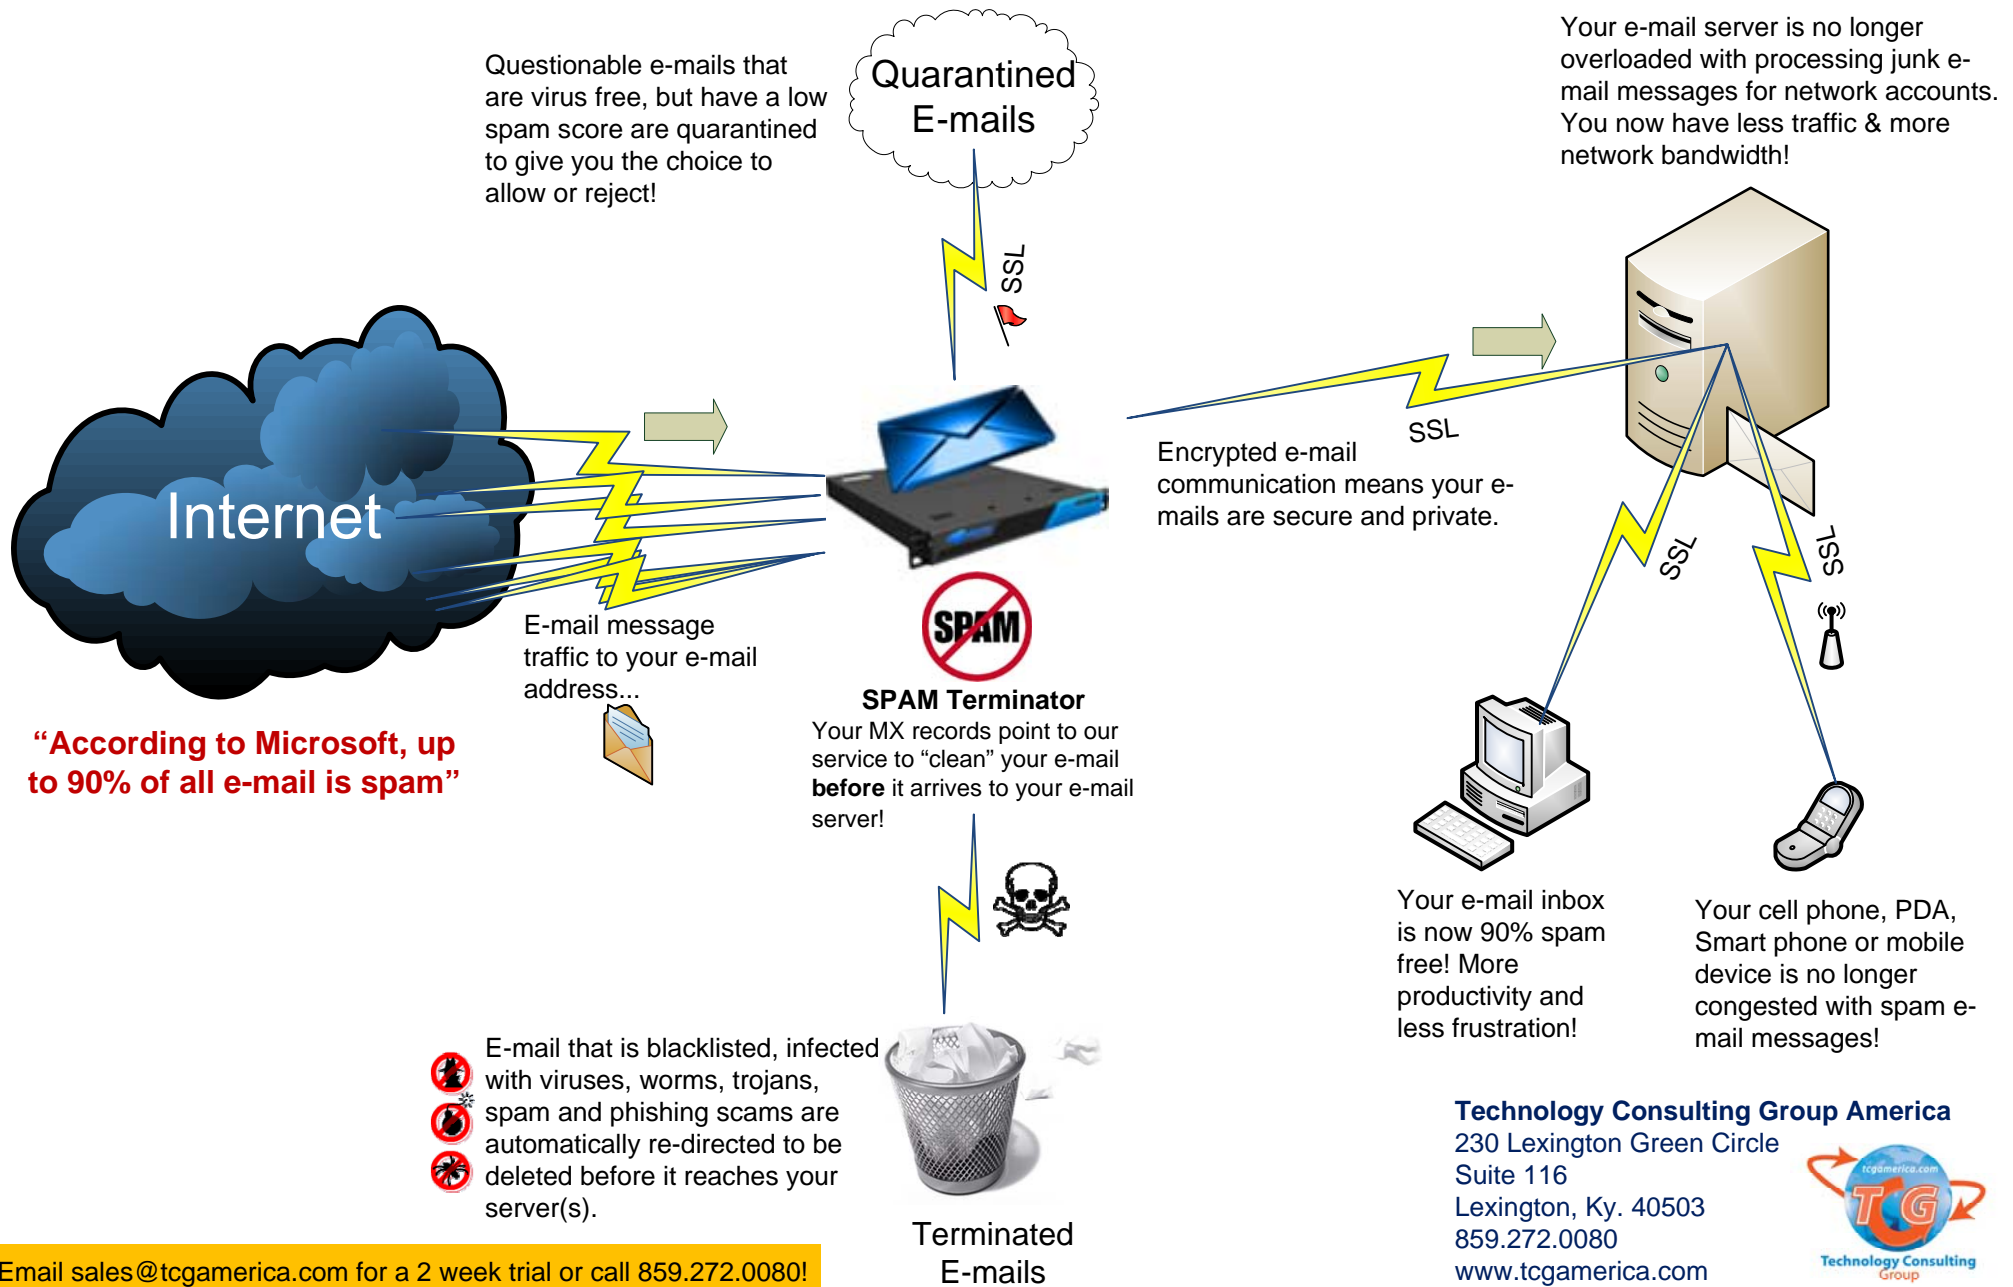 Questionable e-mails that
are virus free, but have a low
spam score are quarantined
to give you the choice to
allow or reject!
Quarantined
E-mails
Your e-mail server is no longer
overloaded with processing junk e-
mail messages for network accounts.
You now have less traffic & more
network bandwidth!
SSL
Internet
SSL
Encrypted e-mail
communication means your e-
mails are secure and private.
SSL
SSL
E-mail message
traffic to your e-mail
address...
SPAM
SPAM Terminator
Your MX records point to our
service to “clean” your e-mail
before it arrives to your e-mail
server!
“According to Microsoft, up
to 90% of all e-mail is spam”
Your e-mail inbox
is now 90% spam
free! More
productivity and
less frustration!
Your cell phone, PDA,
Smart phone or mobile
device is no longer
congested with spam e-
mail messages!
E-mail that is blacklisted, infected
with viruses, worms, trojans,
spam and phishing scams are
automatically re-directed to be
deleted before it reaches your
server(s).
Terminated
E-mails
Technology Consulting Group America
230 Lexington Green Circle
Suite 116
Lexington, Ky. 40503
859.272.0080
www.tcgamerica.com
tcgamerica.com
TCG
Technology Consulting
Group
Email sales@tcgamerica.com for a 2 week trial or call 859.272.0080!